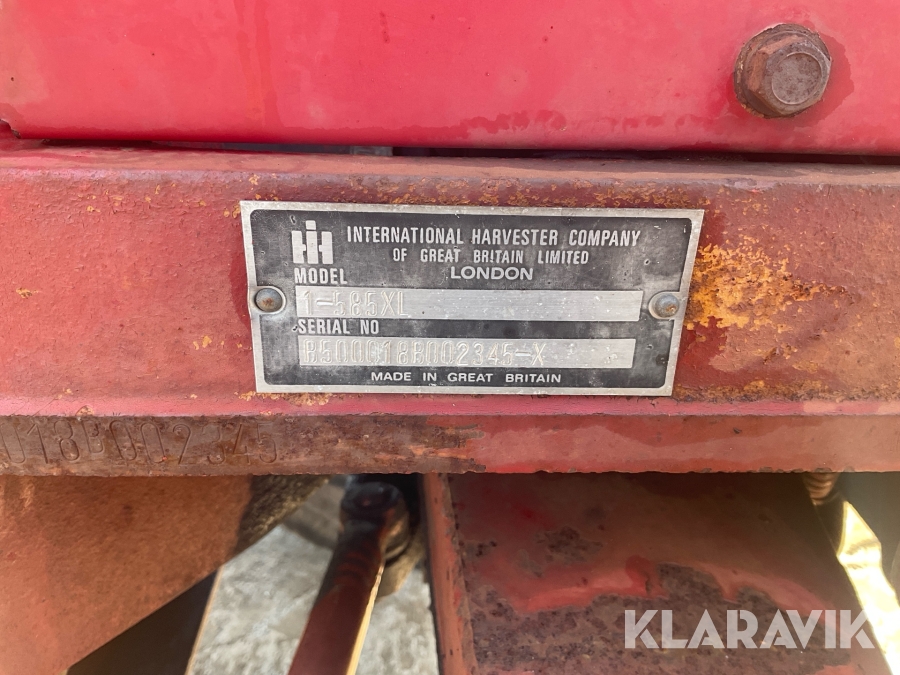 IH INTERNATIONAL HARVESTER COMPANY
OF GREAT BRITAIN LIMITED
LONDON
MODEL
1-585XL
SERIAL NO
B500018B002345-X
MADE IN GREAT BRITAIN
018B002345
KLARAVIK